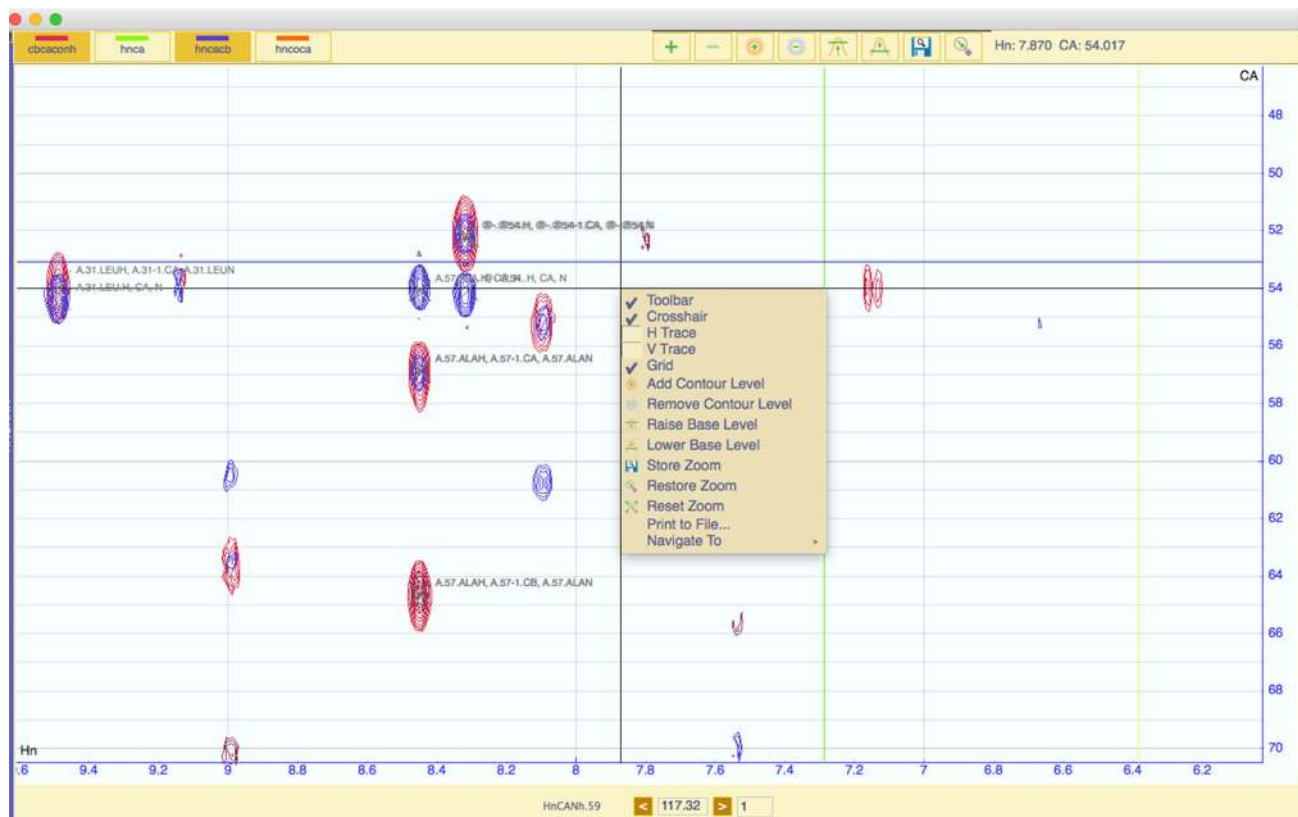 cbcaconh hnca hncacb hncoca Hn: 7.870 CA: 54.017
CA
48
50
52
54
56
58
60
62
64
66
68
70
A.31.LEUH, A.31-1.CA, A.31.LEUN
A.31.LEU.H, CA, N
A.57.ALAH, A.57-1.CA, A.57.ALAN
A.57.ALAH, A.57-1.CB, A.57.ALAN
Toolbar
Crosshair
H Trace
V Trace
Grid
Add Contour Level
Remove Contour Level
Raise Base Level
Lower Base Level
Store Zoom
Restore Zoom
Reset Zoom
Print to File...
Navigate To
Hn
.6 9.4 9.2 9 8.8 8.6 8.4 8.2 8 7.8 7.6 7.4 7.2 7 6.8 6.6 6.4 6.2
HnCANh.59 < 117.32 > 1